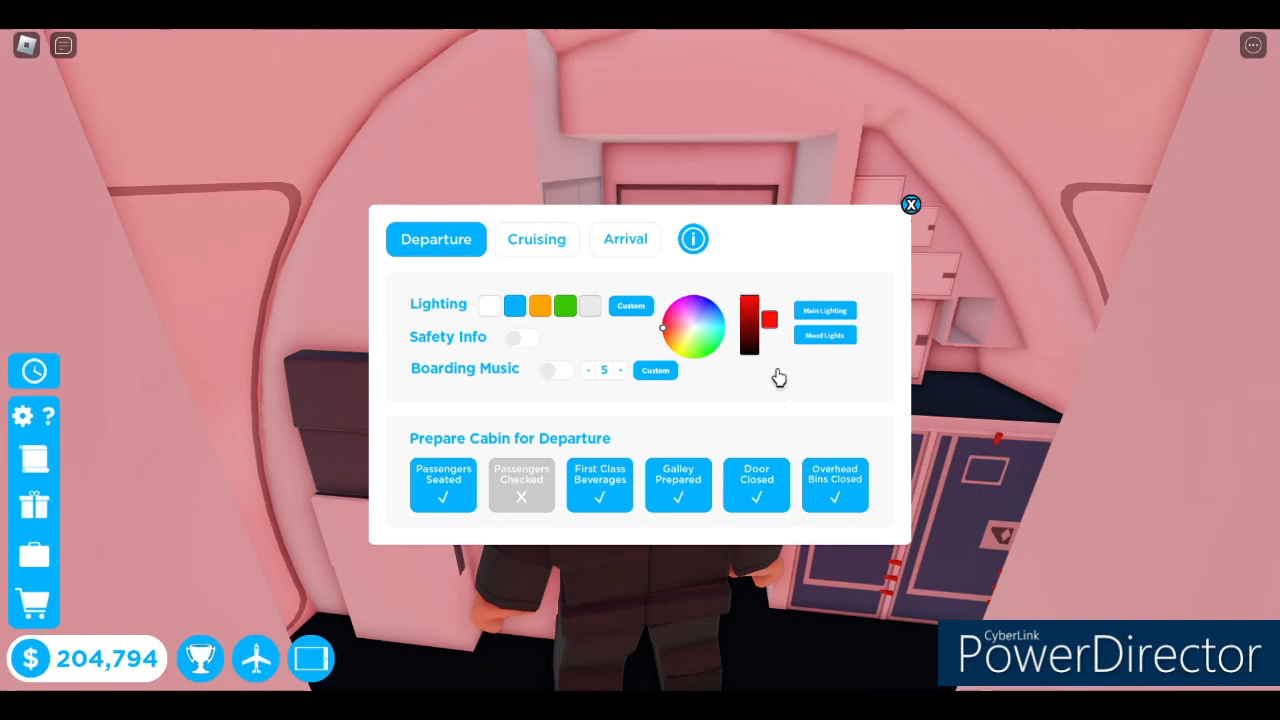 Departure Cruising Arrival i
Lighting Custom
Main Lighting
Mood Lights
Safety Info
Boarding Music - 5 + Custom
Prepare Cabin for Departure
Passengers Seated ✓
Passengers Checked X
First Class Beverages ✓
Galley Prepared ✓
Door Closed ✓
Overhead Bins Closed ✓
X
?
$ 204,794
CyberLink
PowerDirector